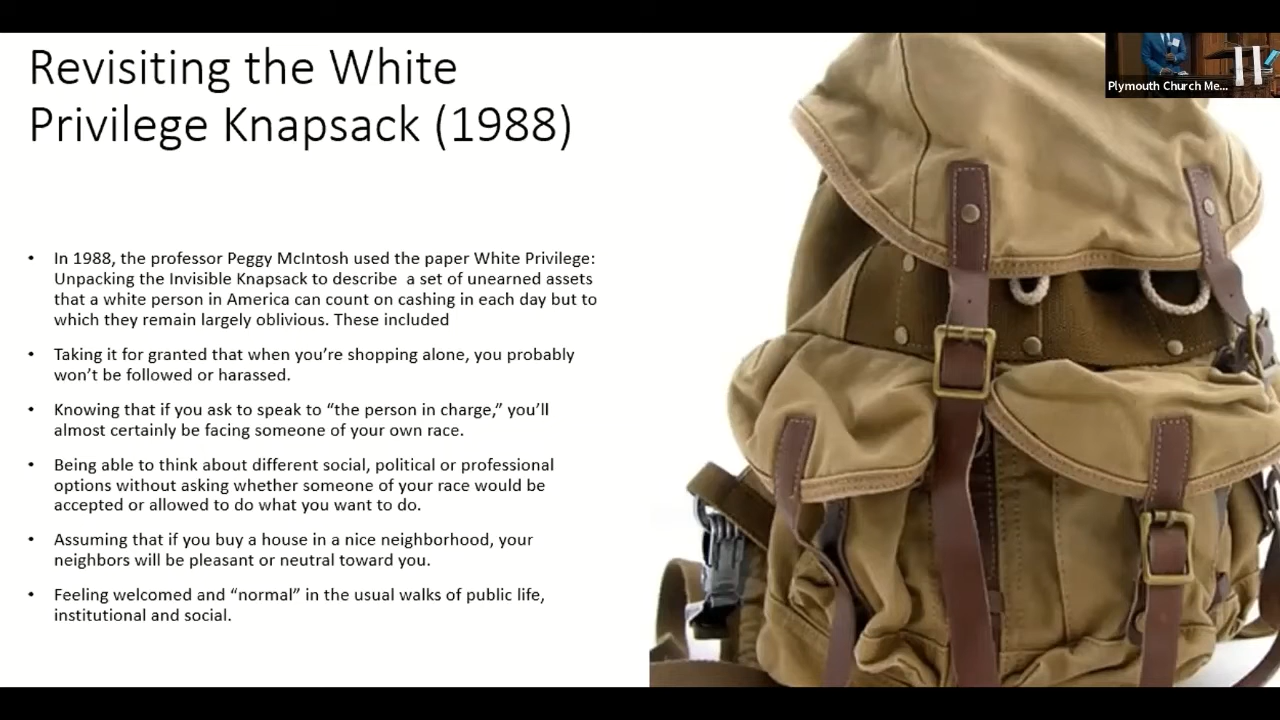 Revisiting the White
Privilege Knapsack (1988)
Plymouth Church Me...
• In 1988, the professor Peggy McIntosh used the paper White Privilege:
Unpacking the Invisible Knapsack to describe  a set of unearned assets
that a white person in America can count on cashing in each day but to
which they remain largely oblivious. These included
• Taking it for granted that when you’re shopping alone, you probably
won’t be followed or harassed.
• Knowing that if you ask to speak to “the person in charge,” you’ll
almost certainly be facing someone of your own race.
• Being able to think about different social, political or professional
options without asking whether someone of your race would be
accepted or allowed to do what you want to do.
• Assuming that if you buy a house in a nice neighborhood, your
neighbors will be pleasant or neutral toward you.
• Feeling welcomed and “normal” in the usual walks of public life,
institutional and social.